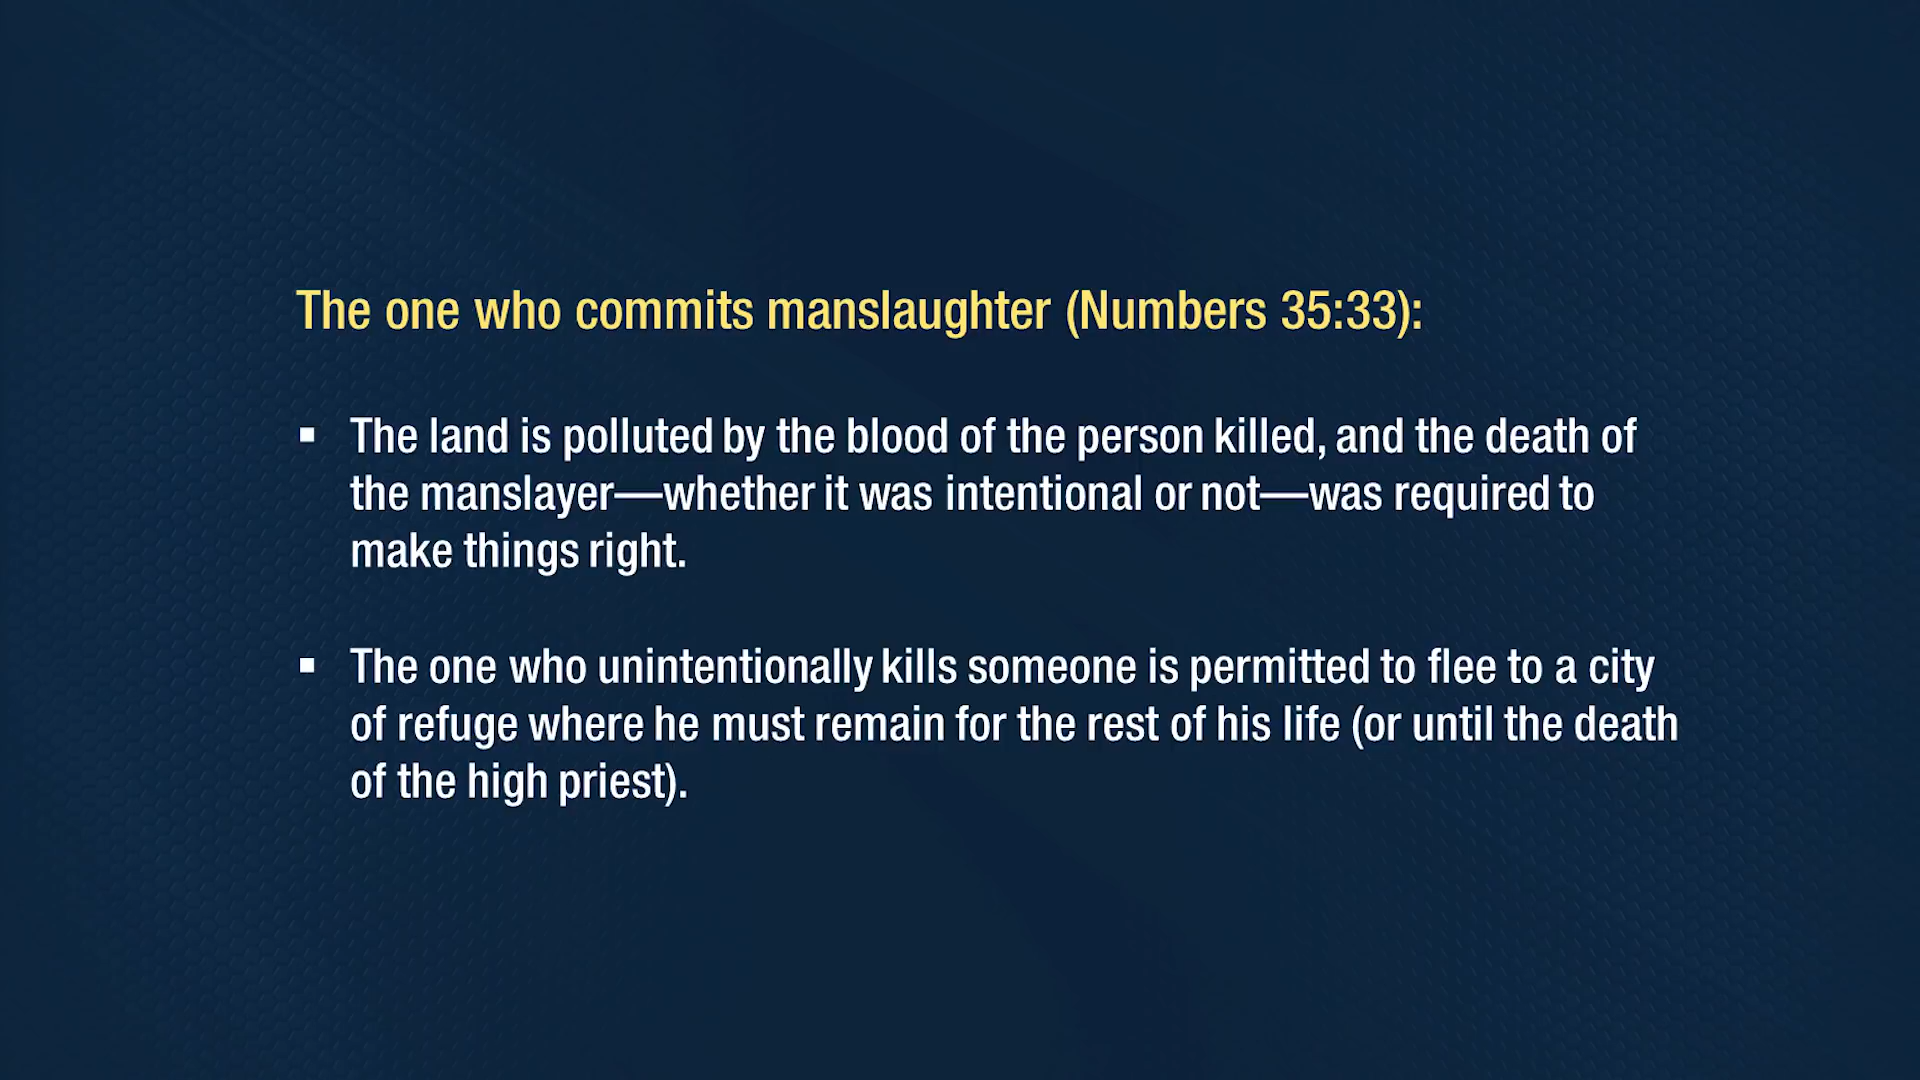 The one who commits manslaughter (Numbers 35:33):
▪ The land is polluted by the blood of the person killed, and the death of
the manslayer—whether it was intentional or not—was required to
make things right.
▪ The one who unintentionally kills someone is permitted to flee to a city
of refuge where he must remain for the rest of his life (or until the death
of the high priest).